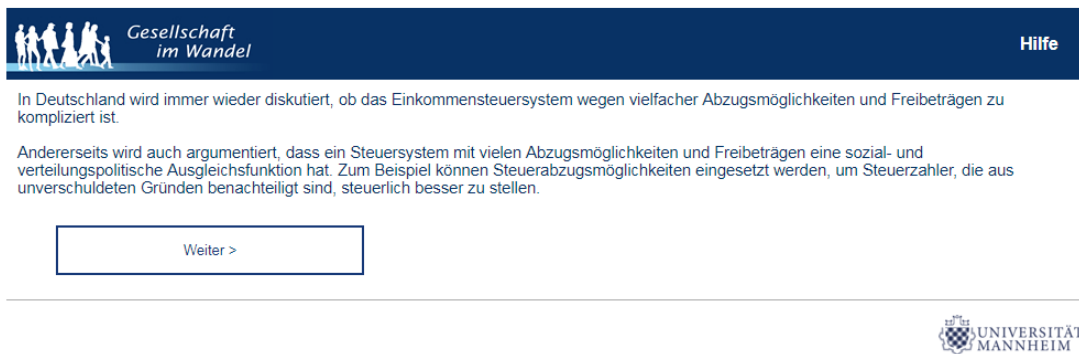 Gesellschaft
im Wandel
Hilfe
In Deutschland wird immer wieder diskutiert, ob das Einkommensteuersystem wegen vielfacher Abzugsmöglichkeiten und Freibeträgen zu
kompliziert ist.
Andererseits wird auch argumentiert, dass ein Steuersystem mit vielen Abzugsmöglichkeiten und Freibeträgen eine sozial- und
verteilungspolitische Ausgleichsfunktion hat. Zum Beispiel können Steuerabzugsmöglichkeiten eingesetzt werden, um Steuerzahler, die aus
unverschuldeten Gründen benachteiligt sind, steuerlich besser zu stellen.
Weiter >
UNIVERSITÄT
MANNHEIM